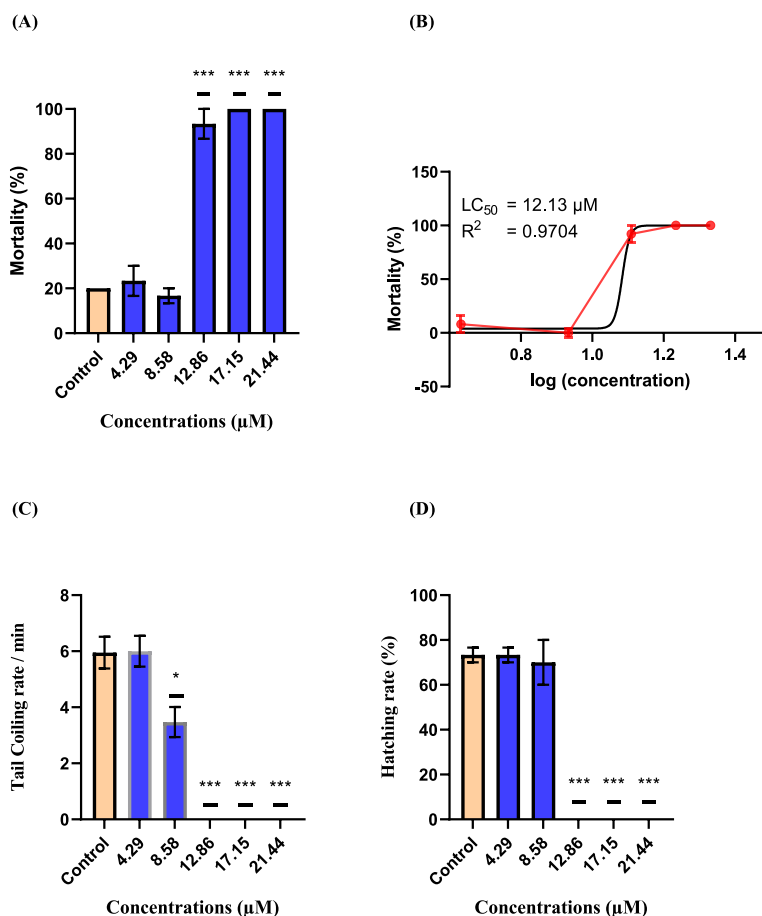 (A)
*** *** ***
Mortality (%)
100
80
60
40
20
0
Control 4.29 8.58 12.86 17.15 21.44
Concentrations (µM)
(B)
Mortality (%)
150
100
50
0
-50
LC50 = 12.13 µM
R2 = 0.9704
0.8 1.0 1.2 1.4
log (concentration)
(C)
Tail Coiling rate / min
8
6
4
2
0
* *** *** ***
Control 4.29 8.58 12.86 17.15 21.44
Concentrations (µM)
(D)
Hatching rate (%)
100
80
60
40
20
0
*** *** ***
Control 4.29 8.58 12.86 17.15 21.44
Concentrations (µM)